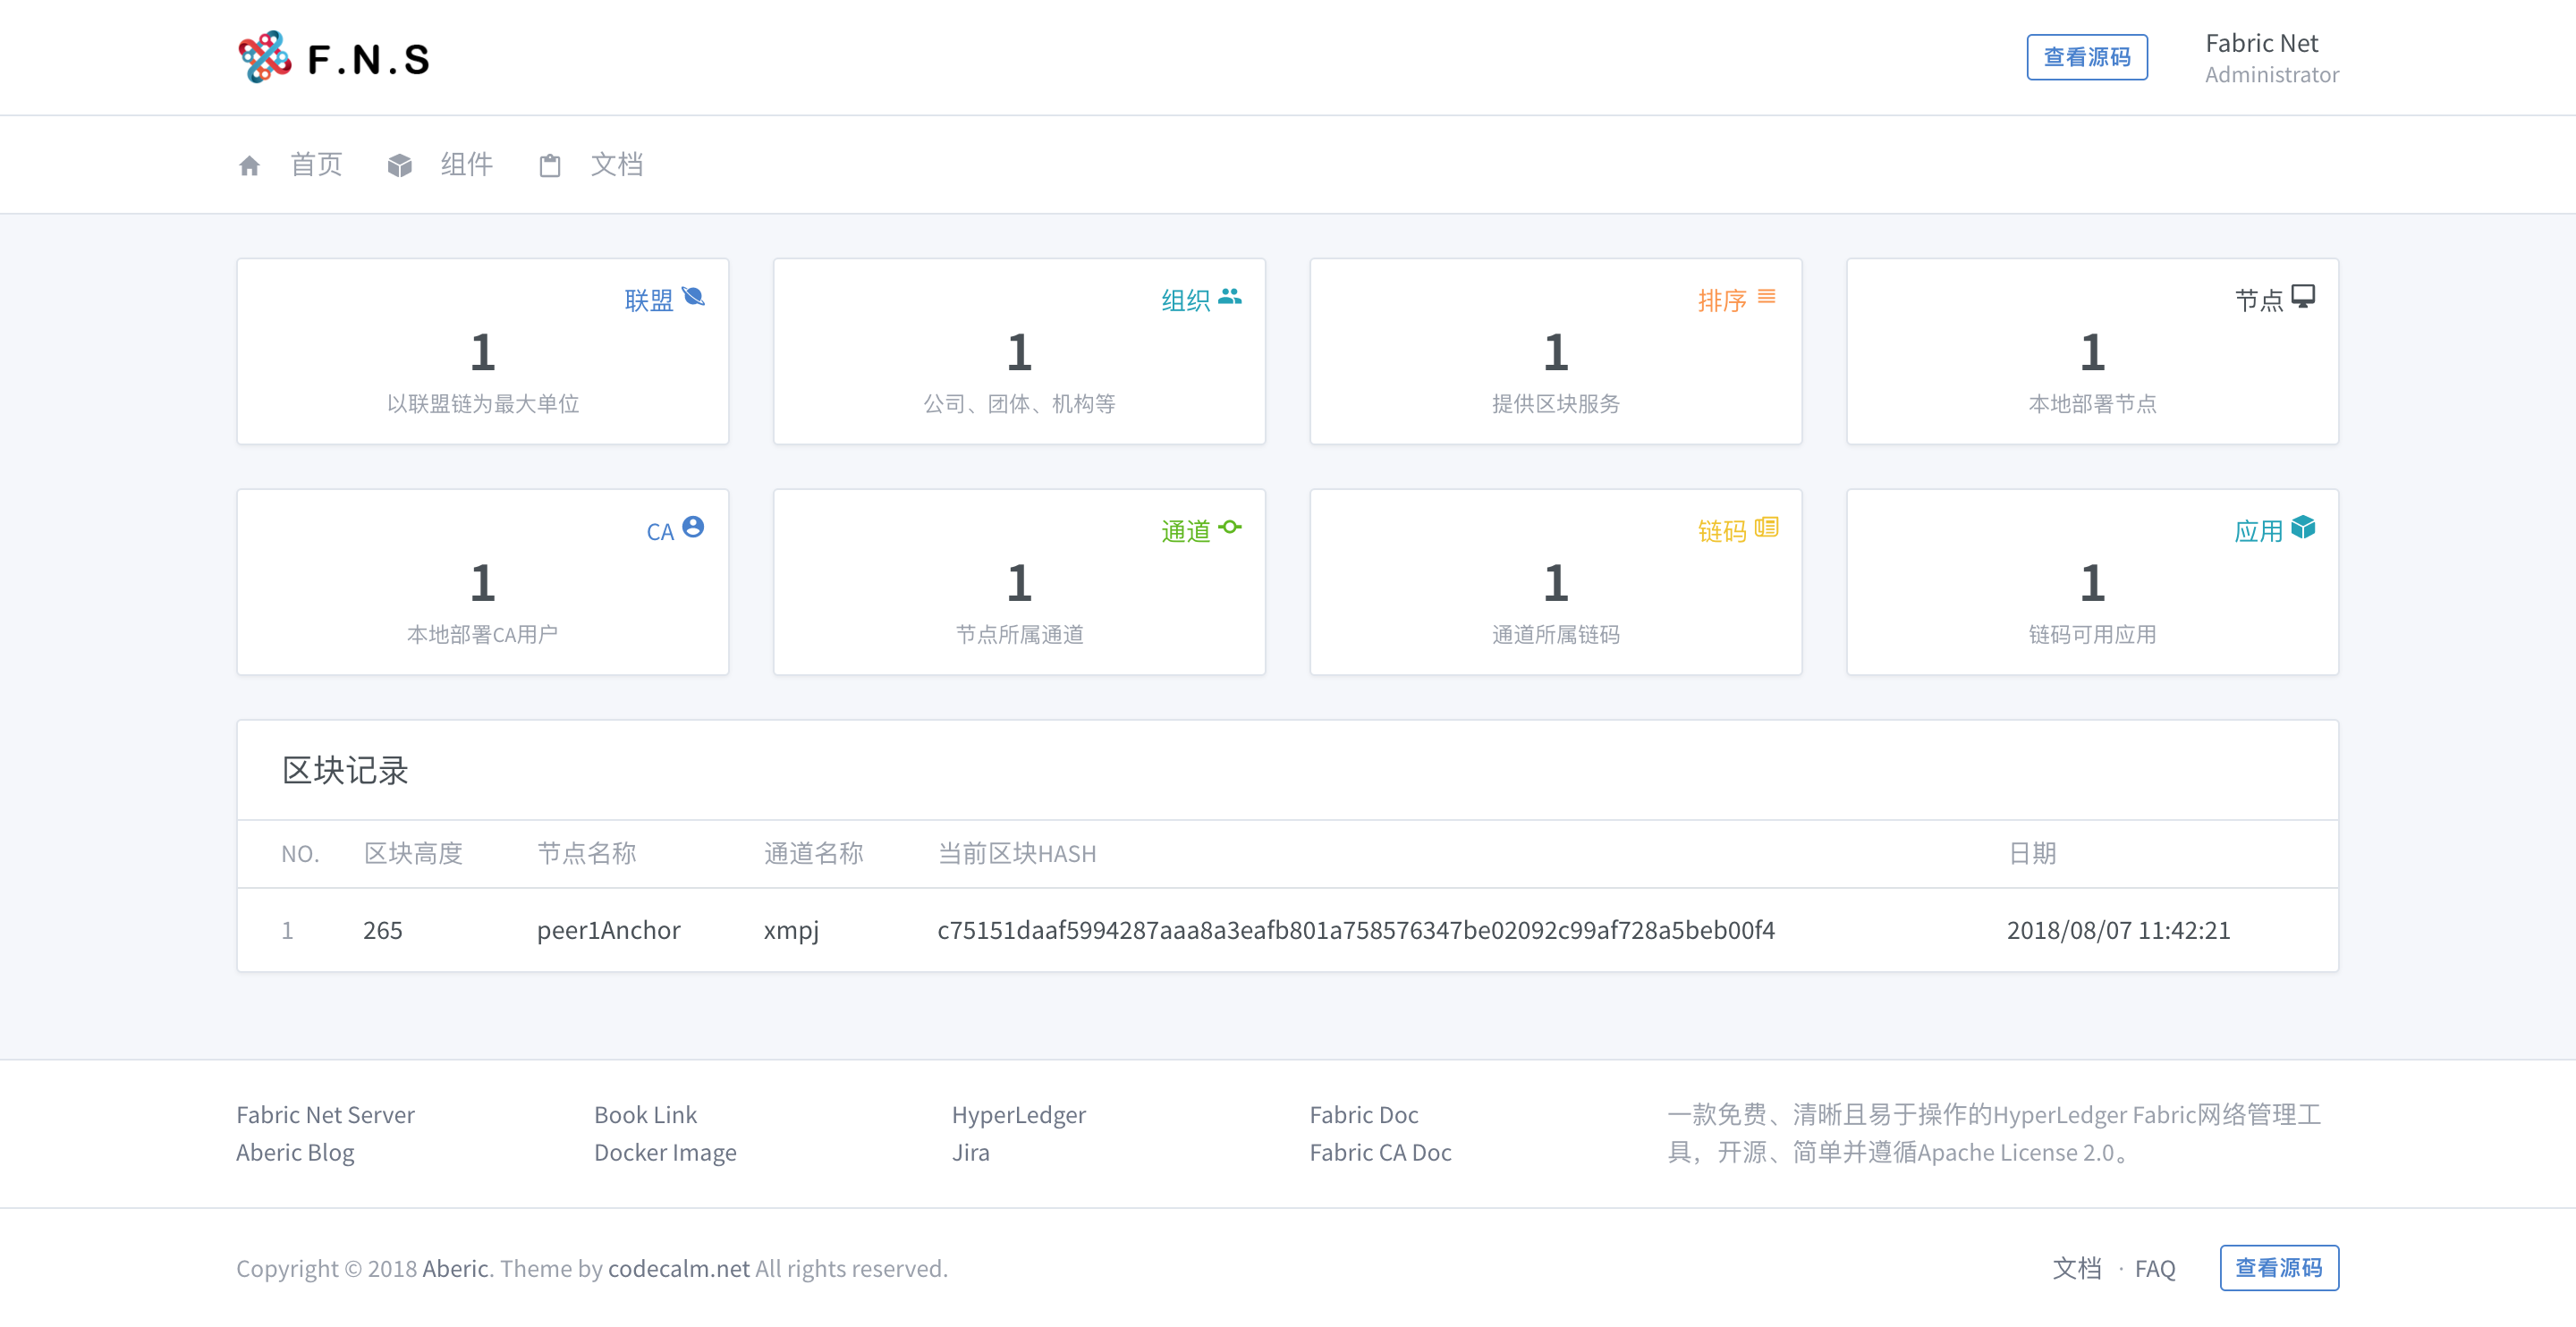 F.N.S
查看源码
Fabric Net
Administrator
首页
组件
文档
联盟
1
以联盟链为最大单位
组织
1
公司、团体、机构等
排序
1
提供区块服务
节点
1
本地部署节点
CA
1
本地部署CA用户
通道
1
节点所属通道
链码
1
通道所属链码
应用
1
链码可用应用
区块记录
NO. 区块高度 节点名称 通道名称 当前区块HASH 日期
1 265 peer1Anchor xmpj c75151daaf5994287aaa8a3eafb801a758576347be02092c99af728a5beb00f4 2018/08/07 11:42:21
Fabric Net Server
Aberic Blog
Book Link
Docker Image
HyperLedger
Jira
Fabric Doc
Fabric CA Doc
一款免费、清晰且易于操作的HyperLedger Fabric网络管理工
具，开源、简单并遵循Apache License 2.0。
Copyright © 2018 Aberic. Theme by codecalm.net All rights reserved.
文档 · FAQ
查看源码